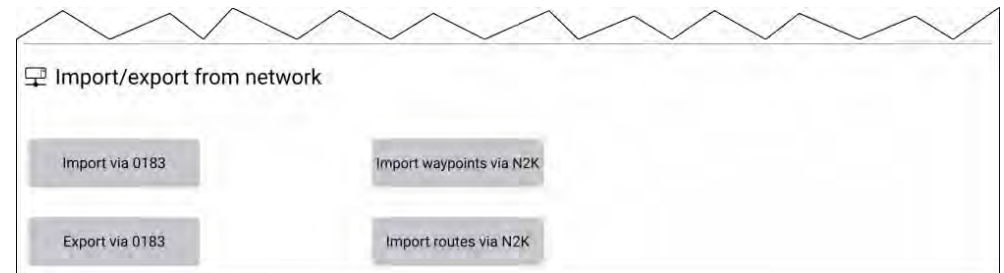 Import/export from network
Import via 0183
Import waypoints via N2K
Export via 0183
Import routes via N2K